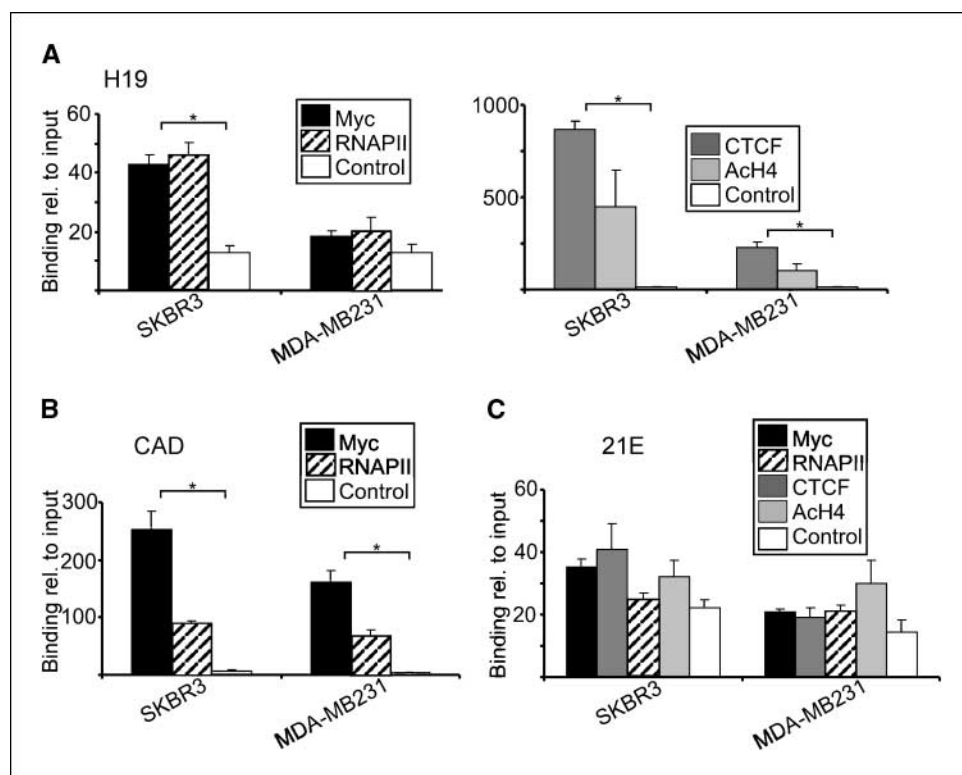 A
H19
Binding rel. to input
60
40
20
*
Myc
RNAPII
Control
SKBR3
MDA-MB231
1000
500
*
*
CTCF
AcH4
Control
SKBR3
MDA-MB231
B
CAD
Binding rel. to input
300
200
100
*
*
Myc
RNAPII
Control
SKBR3
MDA-MB231
C
21E
Binding rel. to input
60
40
20
Myc
RNAPII
CTCF
AcH4
Control
SKBR3
MDA-MB231